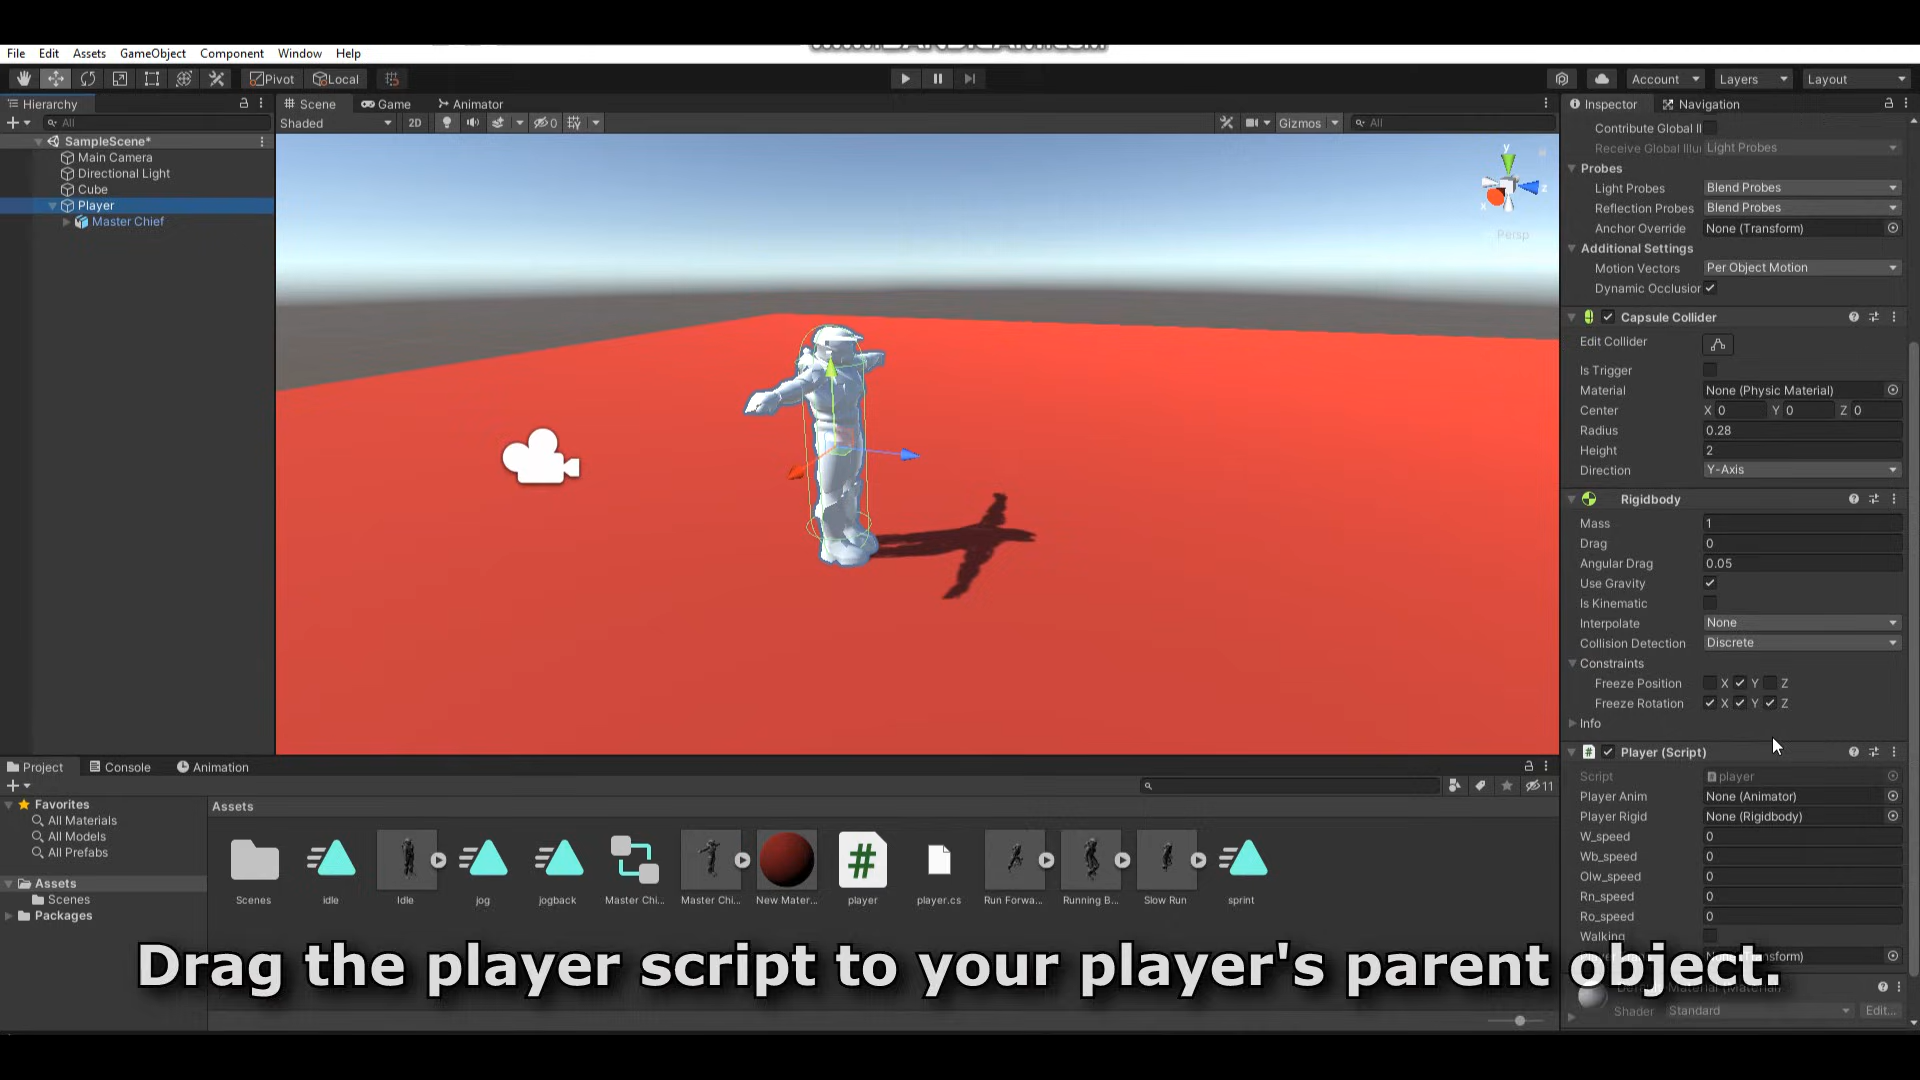 File Edit Assets GameObject Component Window Help
Pivot Local Account Layers Layout
Hierarchy
All
SampleScene*
Main Camera
Directional Light
Cube
Player
Master Chief
Scene Game Animator
Shaded 2D 0 Gizmos All
y
z
x
Persp
Inspector Navigation
Contribute Global Il
Receive Global Illu Light Probes
Probes
Light Probes Blend Probes
Reflection Probes Blend Probes
Anchor Override None (Transform)
Additional Settings
Motion Vectors Per Object Motion
Dynamic Occlusior
Capsule Collider
Edit Collider
Is Trigger
Material None (Physic Material)
Center X 0 Y 0 Z 0
Radius 0.28
Height 2
Direction Y-Axis
Rigidbody
Mass 1
Drag 0
Angular Drag 0.05
Use Gravity
Is Kinematic
Interpolate None
Collision Detection Discrete
Constraints
Freeze Position X Y Z
Freeze Rotation X Y Z
Info
Player (Script)
Script player
Player Anim None (Animator)
Player Rigid None (Rigidbody)
W_speed 0
Wb_speed 0
Olw_speed 0
Rn_speed 0
Ro_speed 0
Walking
Shader Standard Edit...
Project Console Animation
11
Favorites
All Materials
All Models
All Prefabs
Assets
Scenes
Packages
Assets
Scenes idle Idle jog jogback Master Chi... Master Chi... New Mater... player player.cs Run Forwa... Running B... Slow Run sprint
Drag the player script to your player's parent object.